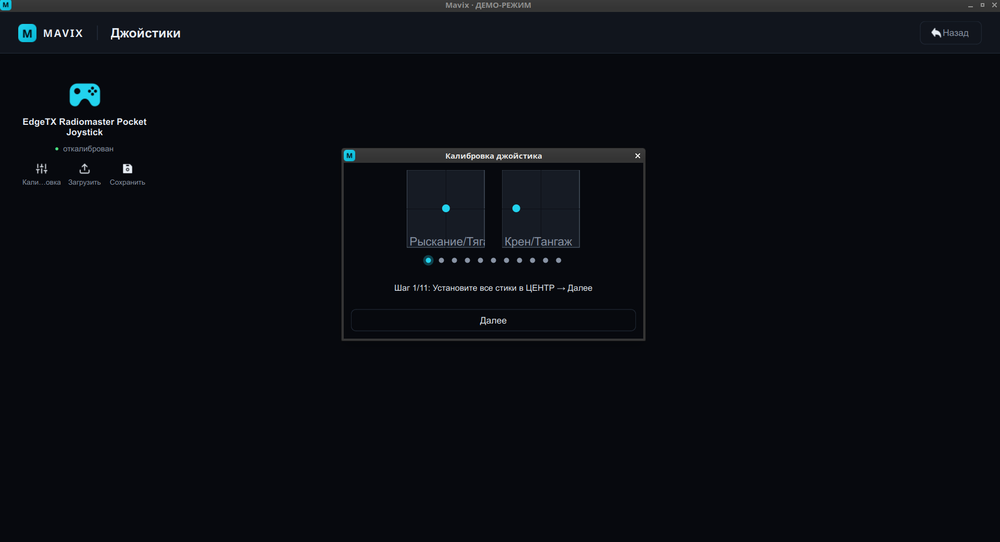 M
Mavix · ДЕМО-РЕЖИМ
M MAVIX
Джойстики
Назад
EdgeTX Radiomaster Pocket
Joystick
откалиброван
Кали...овка
Загрузить
Сохранить
M
Калибровка джойстика
Рыскание/Тяга
Крен/Тангаж
Шаг 1/11: Установите все стики в ЦЕНТР → Далее
Далее